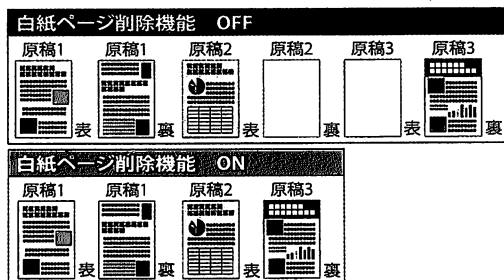 白紙ページ削除機能 OFF
原稿1 原稿1 原稿2 原稿2 原稿3 原稿3
表 裏 表 裏 表 裏
白紙ページ削除機能 ON
原稿1 原稿1 原稿2 原稿3
表 裏 表 裏